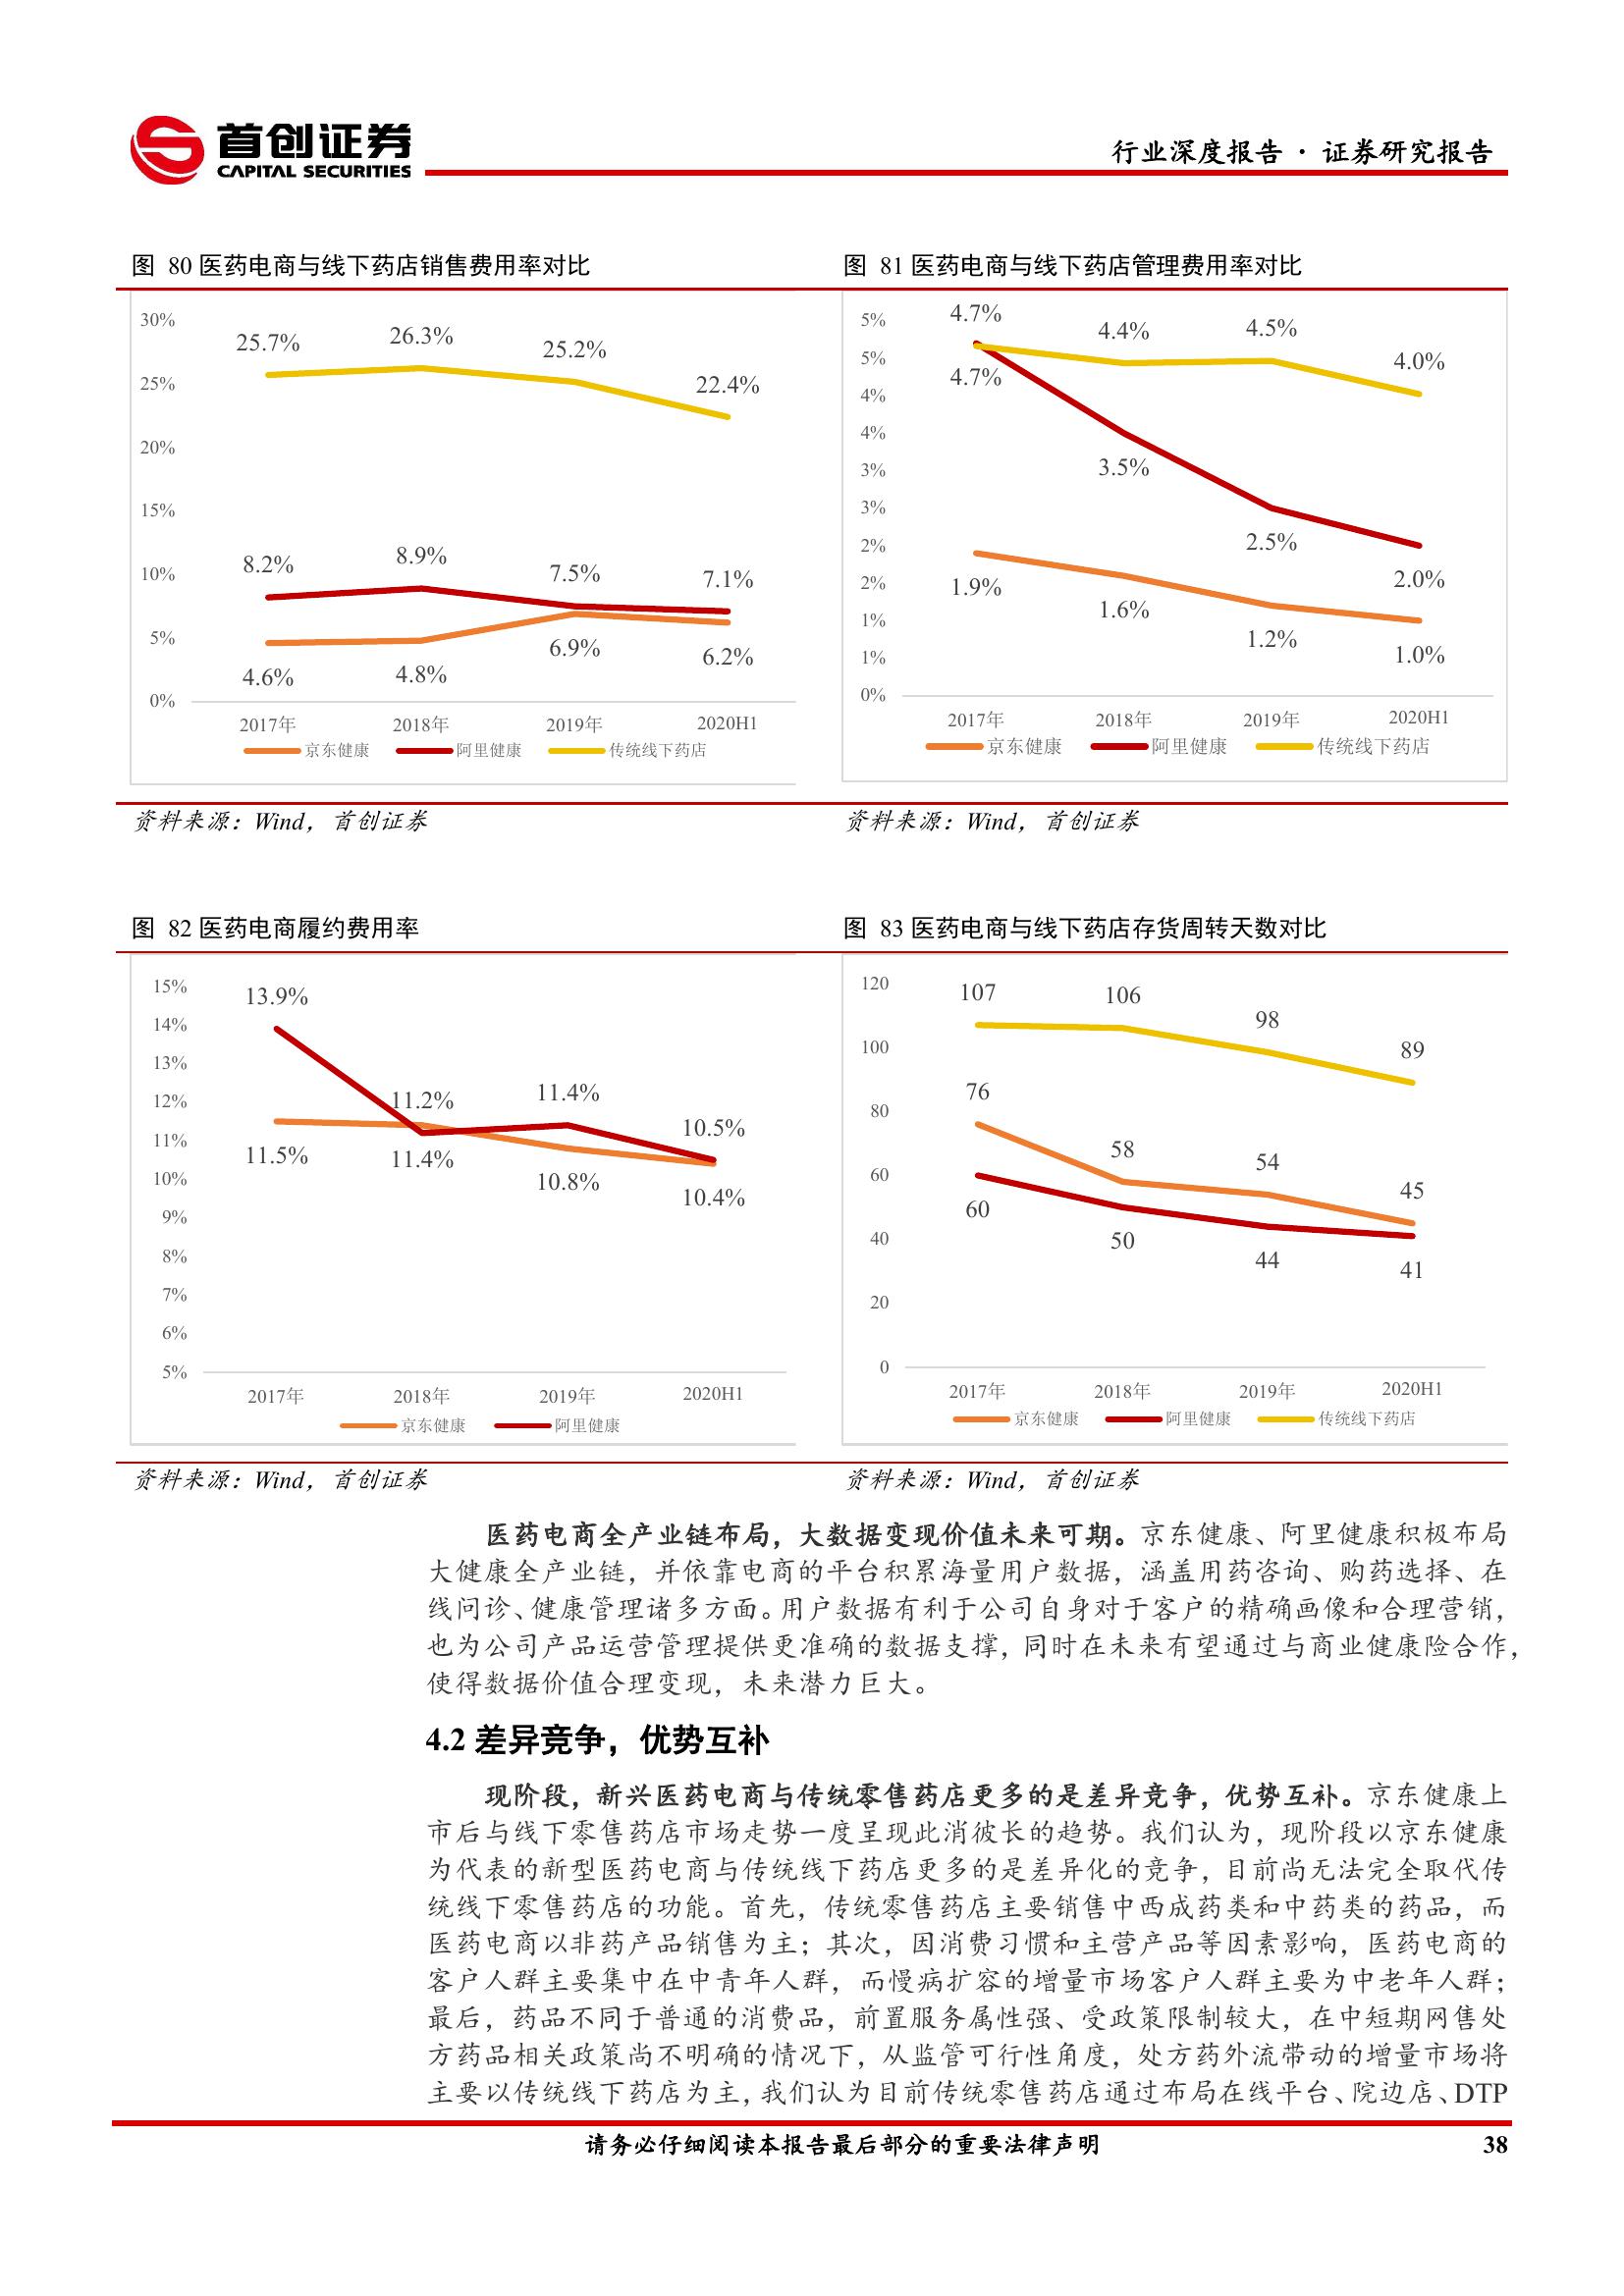 首创证券
CAPITAL SECURITIES
行业深度报告 · 证券研究报告
图 80 医药电商与线下药店销售费用率对比
30%
25%
20%
15%
10%
5%
0%
25.7%
26.3%
25.2%
22.4%
8.2%
8.9%
7.5%
7.1%
4.6%
4.8%
6.9%
6.2%
2017年
2018年
2019年
2020H1
京东健康
阿里健康
传统线下药店
资料来源：Wind，首创证券
图 81 医药电商与线下药店管理费用率对比
5%
5%
4%
4%
3%
3%
2%
2%
1%
1%
0%
4.7%
4.4%
4.5%
4.0%
4.7%
3.5%
2.5%
2.0%
1.9%
1.6%
1.2%
1.0%
2017年
2018年
2019年
2020H1
京东健康
阿里健康
传统线下药店
资料来源：Wind，首创证券
图 82 医药电商履约费用率
15%
14%
13%
12%
11%
10%
9%
8%
7%
6%
5%
13.9%
11.2%
11.4%
10.5%
11.5%
11.4%
10.8%
10.4%
2017年
2018年
2019年
2020H1
京东健康
阿里健康
资料来源：Wind，首创证券
图 83 医药电商与线下药店存货周转天数对比
120
100
80
60
40
20
0
107
106
98
89
76
58
54
45
60
50
44
41
2017年
2018年
2019年
2020H1
京东健康
阿里健康
传统线下药店
资料来源：Wind，首创证券
医药电商全产业链布局，大数据变现价值未来可期。京东健康、阿里健康积极布局
大健康全产业链，并依靠电商的平台积累海量用户数据，涵盖用药咨询、购药选择、在
线问诊、健康管理诸多方面。用户数据有利于公司自身对于客户的精确画像和合理营销，
也为公司产品运营管理提供更准确的数据支撑，同时在未来有望通过与商业健康险合作，
使得数据价值合理变现，未来潜力巨大。
4.2 差异竞争，优势互补
现阶段，新兴医药电商与传统零售药店更多的是差异竞争，优势互补。京东健康上
市后与线下零售药店市场走势一度呈现此消彼长的趋势。我们认为，现阶段以京东健康
为代表的新型医药电商与传统线下药店更多的是差异化的竞争，目前尚无法完全取代传
统线下零售药店的功能。首先，传统零售药店主要销售中西成药类和中药类的药品，而
医药电商以非药产品销售为主；其次，因消费习惯和主营产品等因素影响，医药电商的
客户人群主要集中在中青年人群，而慢病扩容的增量市场客户人群主要为中老年人群；
最后，药品不同于普通的消费品，前置服务属性强、受政策限制较大，在中短期网售处
方药品相关政策尚不明确的情况下，从监管可行性角度，处方药外流带动的增量市场将
主要以传统线下药店为主，我们认为目前传统零售药店通过布局在线平台、院边店、DTP
请务必仔细阅读本报告最后部分的重要法律声明
38